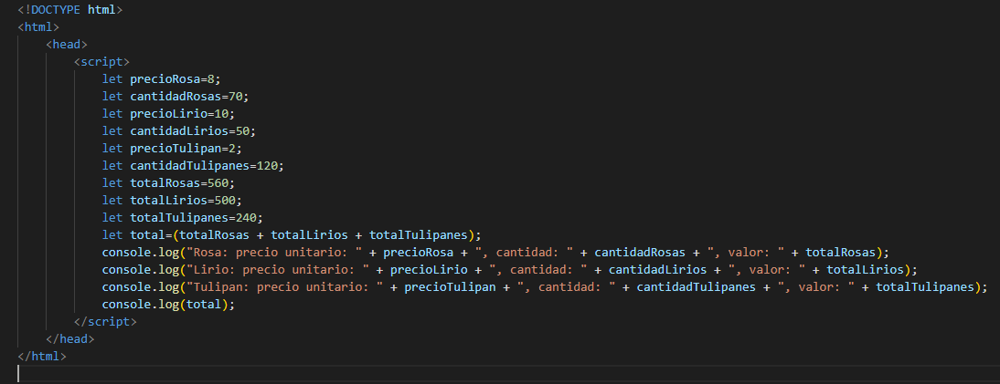 <!DOCTYPE html>
<html>
    <head>
        <script>
            let precioRosa=8;
            let cantidadRosas=70;
            let precioLirio=10;
            let cantidadLirios=50;
            let precioTulipan=2;
            let cantidadTulipanes=120;
            let totalRosas=560;
            let totalLirios=500;
            let totalTulipanes=240;
            let total=(totalRosas + totalLirios + totalTulipanes);
            console.log("Rosa: precio unitario: " + precioRosa + ", cantidad: " + cantidadRosas + ", valor: " + totalRosas);
            console.log("Lirio: precio unitario: " + precioLirio + ", cantidad: " + cantidadLirios + ", valor: " + totalLirios);
            console.log("Tulipan: precio unitario: " + precioTulipan + ", cantidad: " + cantidadTulipanes + ", valor: " + totalTulipanes);
            console.log(total);
        </script>
    </head>
</html>